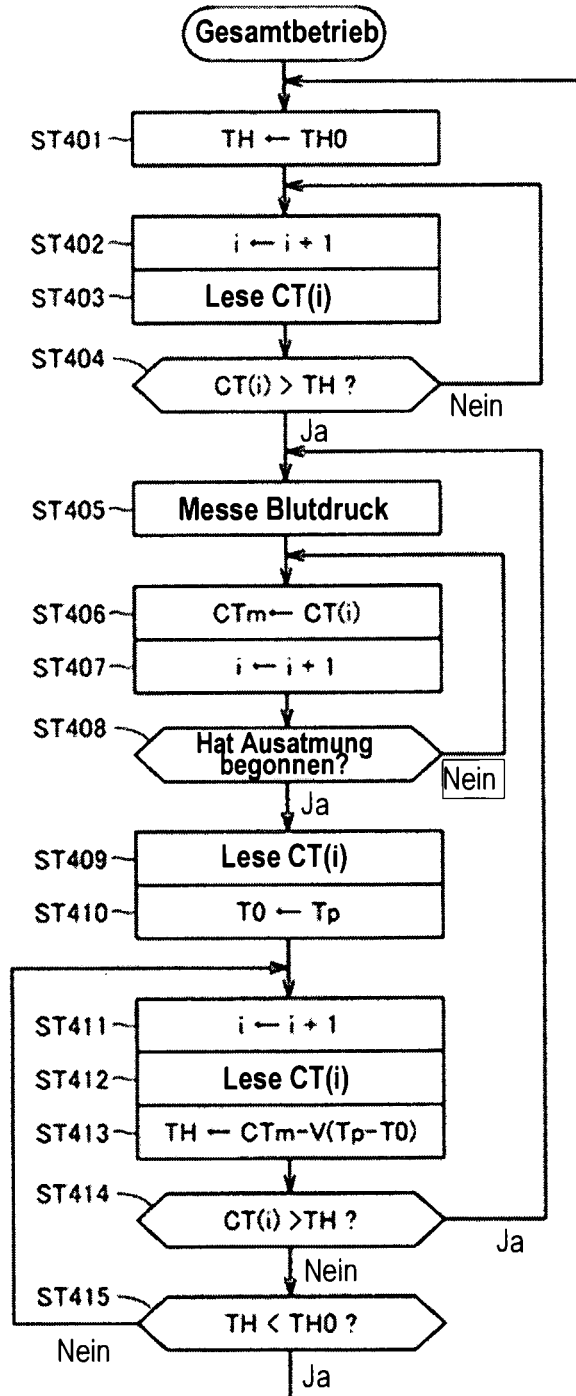 Gesamtbetrieb
ST401 TH ← TH0
ST402 i ← i + 1
ST403 Lese CT(i)
ST404
CT(i) > TH ?
Nein
Ja
ST405 Messe Blutdruck
ST406 CTm ← CT(i)
ST407 i ← i + 1
ST408
Hat Ausatmung
begonnen?
Nein
Ja
ST409 Lese CT(i)
ST410 T0 ← Tp
ST411 i ← i + 1
ST412 Lese CT(i)
ST413 TH ← CTm-V(Tp-T0)
ST414
CT(i) >TH ?
Ja
Nein
ST415
TH < TH0 ?
Nein
Ja